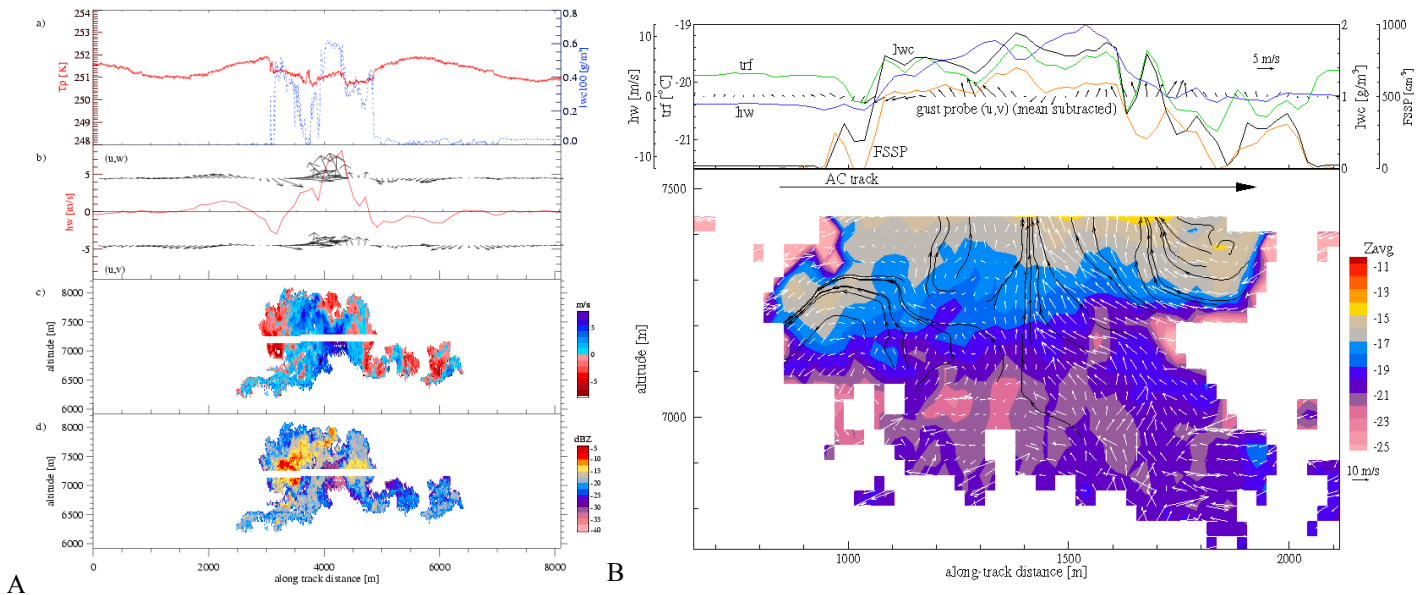 a)
254
253
252
251
250
249
248
Tp [K]
0.8
0.6
0.4
0.2
0.0
lwc100 [g/m³]
b)
(u,w)
5
0
-5
hw [m/s]
(u,v)
c)
8000
7500
7000
6500
6000
altitude [m]
m/s
5
0
-5
d)
8000
7500
7000
6500
6000
altitude [m]
dBZ
-5
-10
-15
-20
-25
-30
-35
-40
0 2000 4000 6000 8000
along track distance [m]
A
10
0
-10
hw [m/s]
-19
-20
-21
trf [°C]
lwc
trf
5 m/s
hw
gust probe (u,v) (mean subtracted)
FSSP
2
1
0
lwc [g/m³]
1000
500
0
FSSP [cm³]
AC track
7500
7000
altitude [m]
Zavg
-11
-13
-15
-17
-19
-21
-23
-25
10 m/s
1000 1500 2000
along-track distance [m]
B